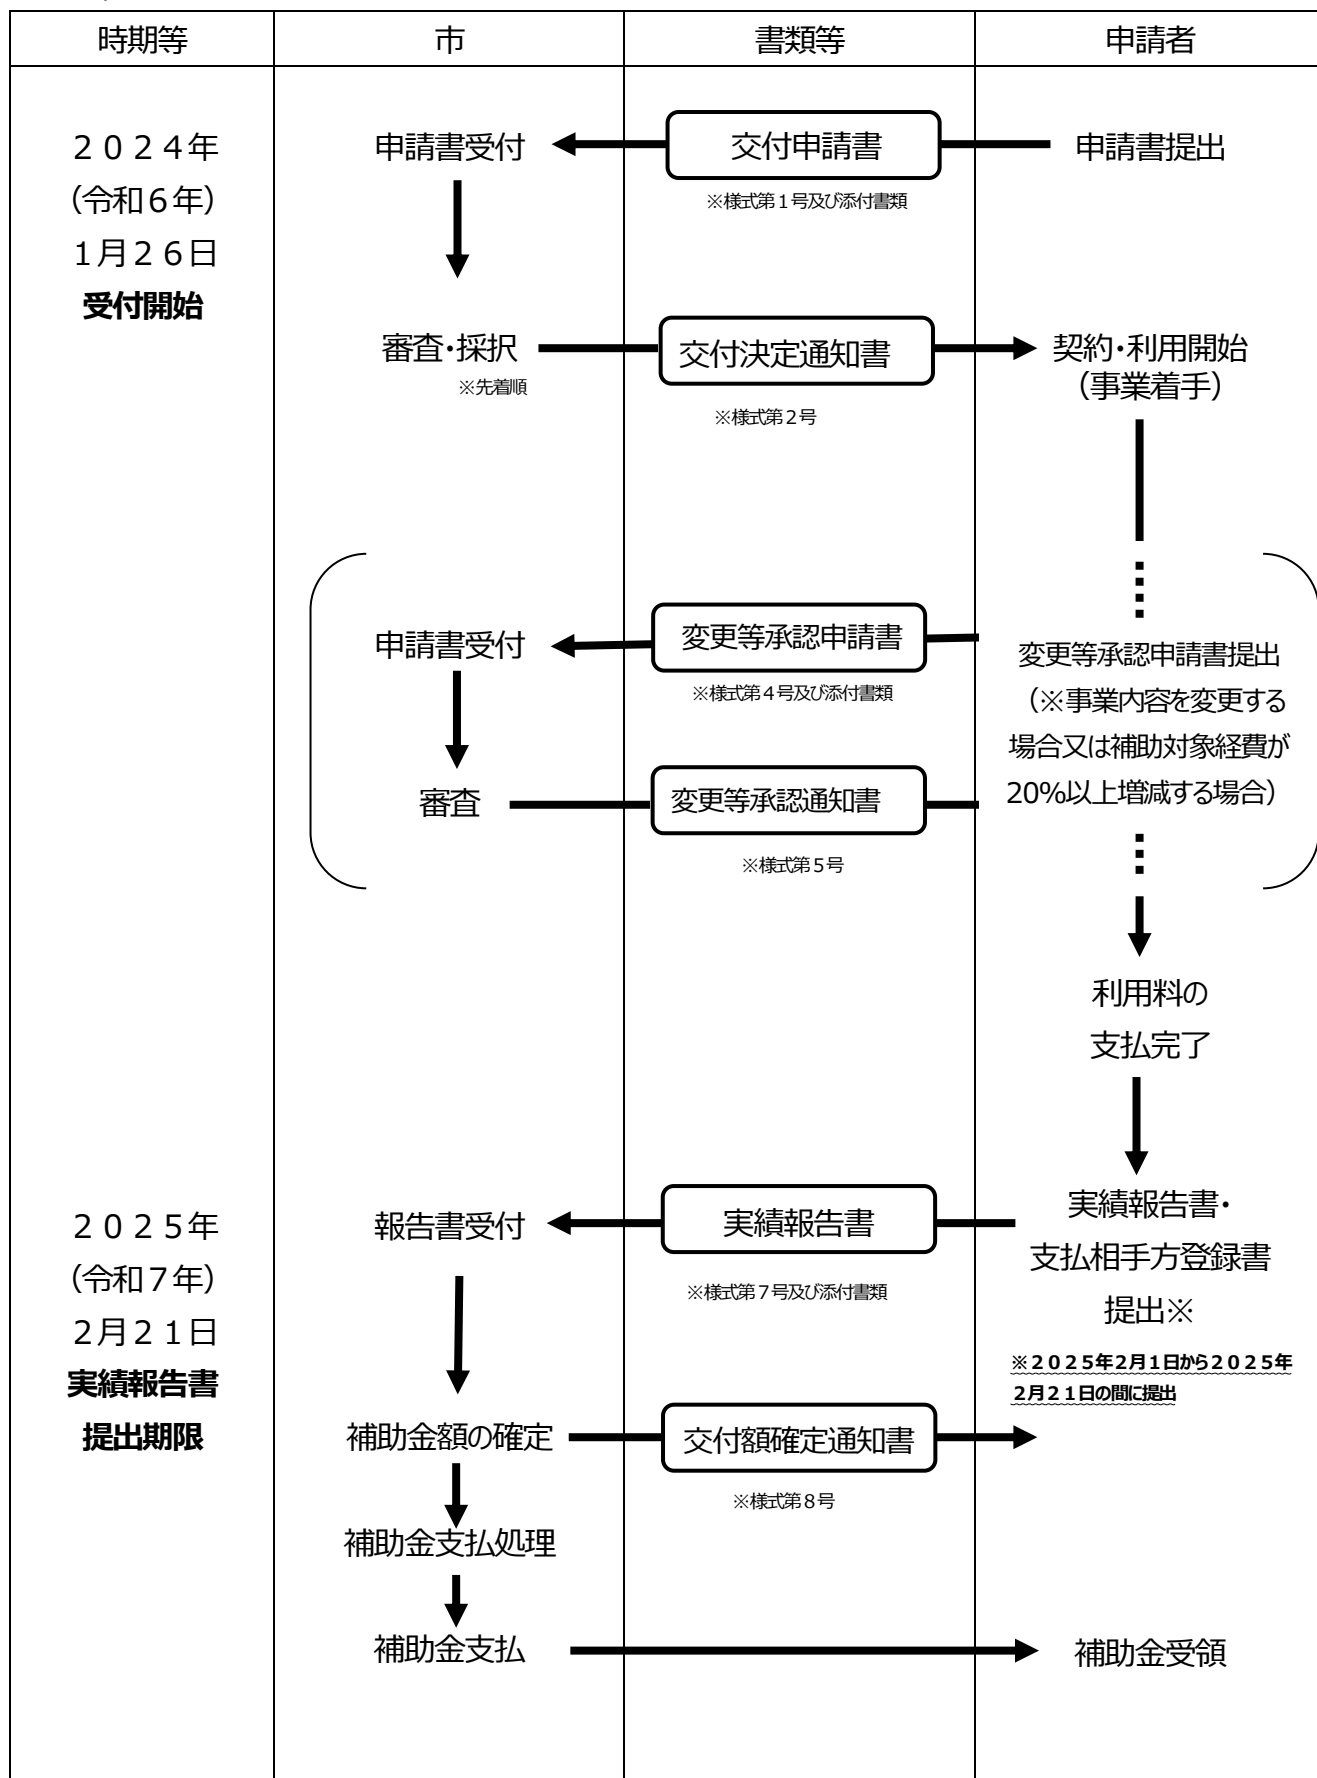 時期等
市
書類等
申請者
２０２４年
（令和６年）
１月２６日
受付開始
申請書受付
交付申請書
※様式第１号及び添付書類
申請書提出
審査・採択
※先着順
交付決定通知書
※様式第２号
契約・利用開始
（事業着手）
申請書受付
変更等承認申請書
※様式第４号及び添付書類
変更等承認申請書提出
（※事業内容を変更する
場合又は補助対象経費が
20%以上増減する場合）
審査
変更等承認通知書
※様式第５号
利用料の
支払完了
２０２５年
（令和７年）
２月２１日
実績報告書
提出期限
報告書受付
実績報告書
※様式第７号及び添付書類
実績報告書・
支払相手方登録書
提出※
※２０２５年２月１日から２０２５年
２月２１日の間に提出
補助金額の確定
交付額確定通知書
※様式第８号
補助金支払処理
補助金支払
補助金受領